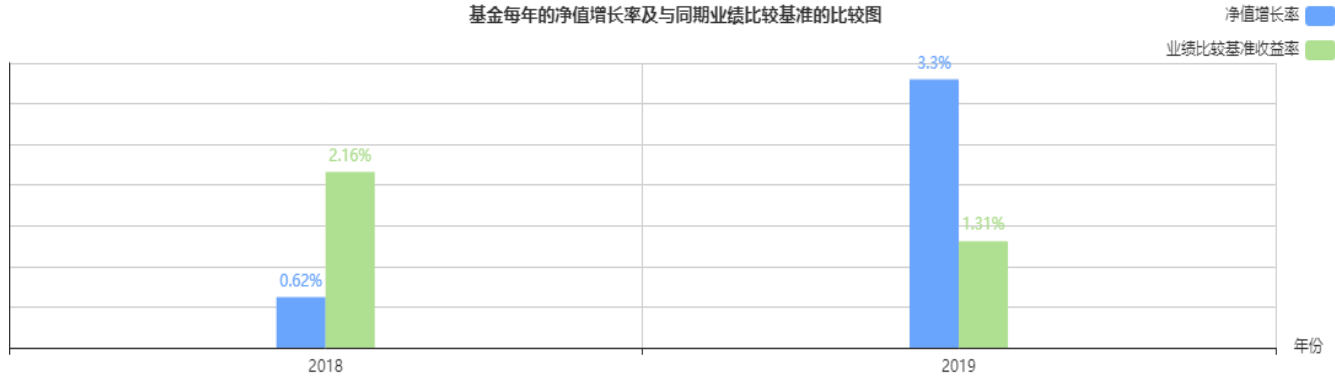 基金每年的净值增长率及与同期业绩比较基准的比较图
净值增长率
业绩比较基准收益率
3.3%
2.16%
1.31%
0.62%
年份
2018
2019